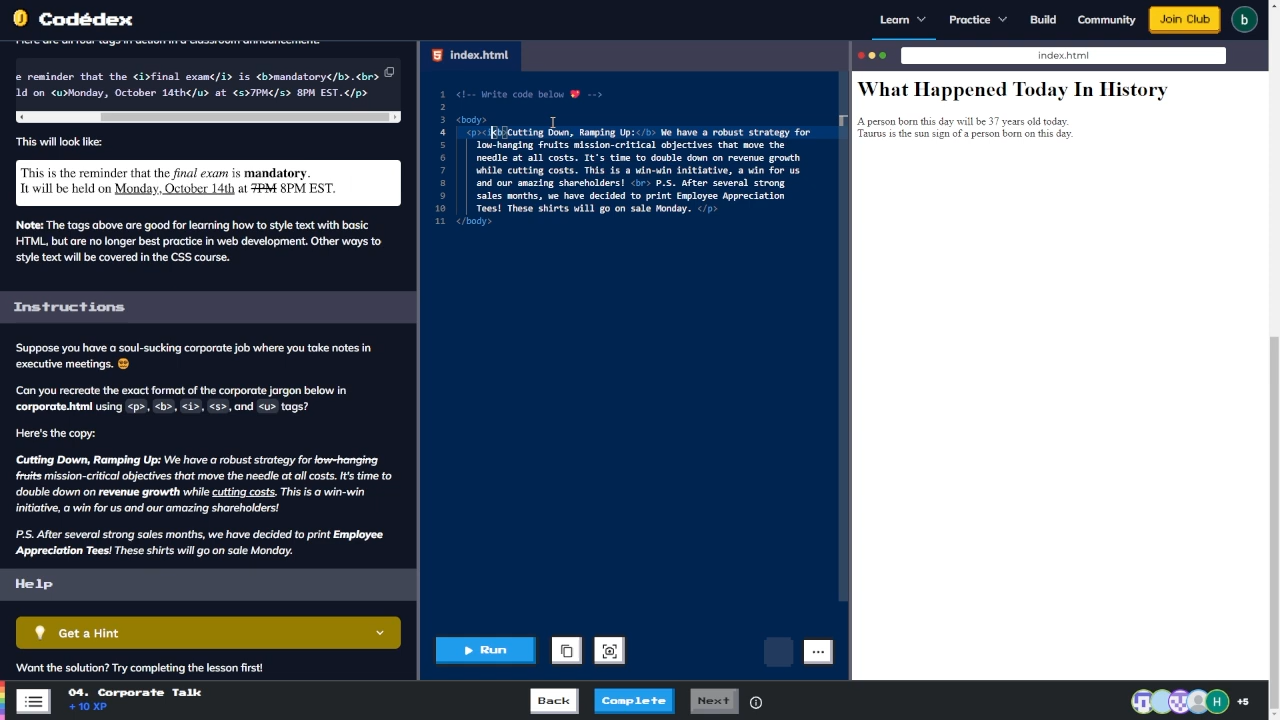 Codédex
Learn
Practice
Build
Community
Join Club
b
Here are all four tags in action in a classroom announcement:
e reminder that the <i>final exam</i> is <b>mandatory</b>.<br>
ld on <u>Monday, October 14th</u> at <s>7PM</s> 8PM EST.</p>
This will look like:
This is the reminder that the final exam is mandatory.
It will be held on Monday, October 14th at 7PM 8PM EST.
Note: The tags above are good for learning how to style text with basic
HTML, but are no longer best practice in web development. Other ways to
style text will be covered in the CSS course.
Instructions
Suppose you have a soul-sucking corporate job where you take notes in
executive meetings. 😎
Can you recreate the exact format of the corporate jargon below in
corporate.html using <p>, <b>, <i>, <s>, and <u> tags?
Here's the copy:
Cutting Down, Ramping Up: We have a robust strategy for low-hanging
fruits mission-critical objectives that move the needle at all costs. It's time to
double down on revenue growth while cutting costs. This is a win-win
initiative, a win for us and our amazing shareholders!
P.S. After several strong sales months, we have decided to print Employee
Appreciation Tees! These shirts will go on sale Monday.
Help
Get a Hint
Want the solution? Try completing the lesson first!
index.html
1 <!-- Write code below 💖 -->
2
3 <body>
4 <p><i<b>Cutting Down, Ramping Up:</b> We have a robust strategy for
5 low-hanging fruits mission-critical objectives that move the
6 needle at all costs. It's time to double down on revenue growth
7 while cutting costs. This is a win-win initiative, a win for us
8 and our amazing shareholders! <br> P.S. After several strong
9 sales months, we have decided to print Employee Appreciation
10 Tees! These shirts will go on sale Monday. </p>
11 </body>
Run
index.html
What Happened Today In History
A person born this day will be 37 years old today.
Taurus is the sun sign of a person born on this day.
04. Corporate Talk
+ 10 XP
Back
Complete
Next
H
+5